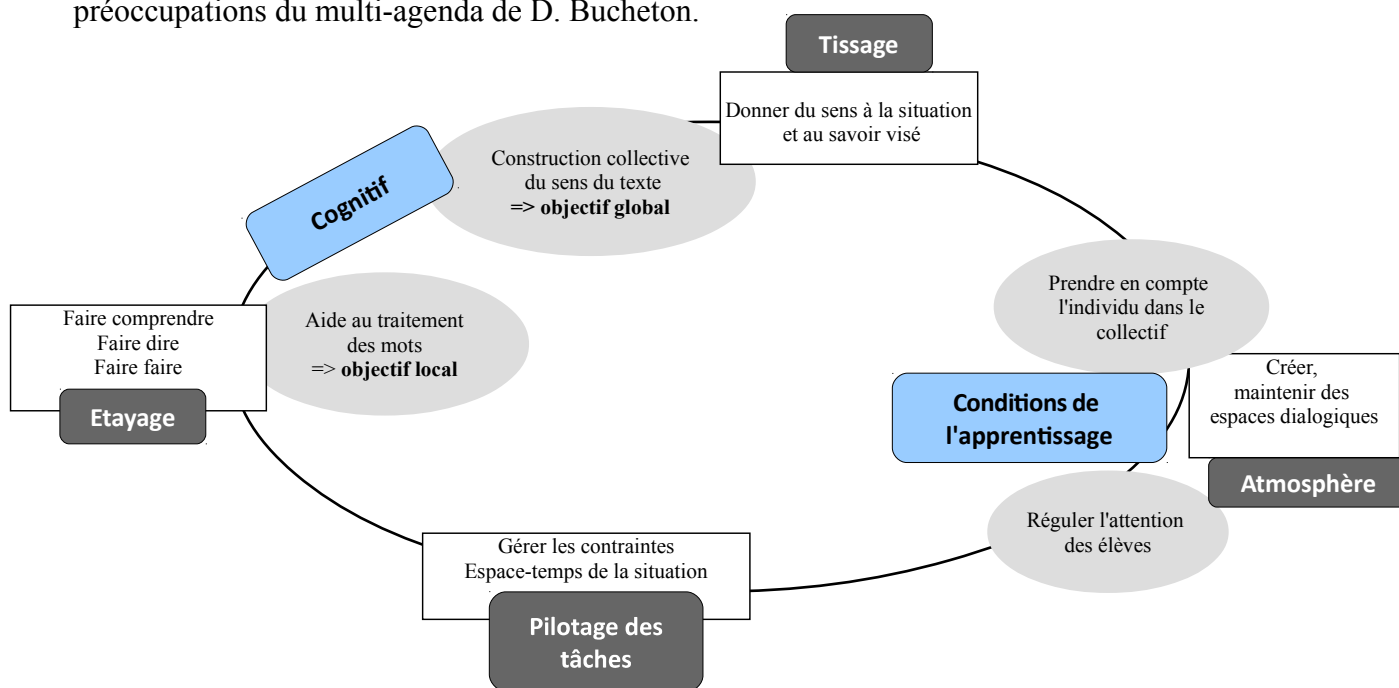 préoccupations du multi-agenda de D. Bucheton.
Tissage
Donner du sens à la situation
et au savoir visé
Cognitif
Construction collective
du sens du texte
=> objectif global
Prendre en compte
l'individu dans le
collectif
Faire comprendre
Faire dire
Faire faire
Etayage
Aide au traitement
des mots
=> objectif local
Conditions de
l'apprentissage
Créer,
maintenir des
espaces dialogiques
Atmosphère
Réguler l'attention
des élèves
Gérer les contraintes
Espace-temps de la situation
Pilotage des
tâches